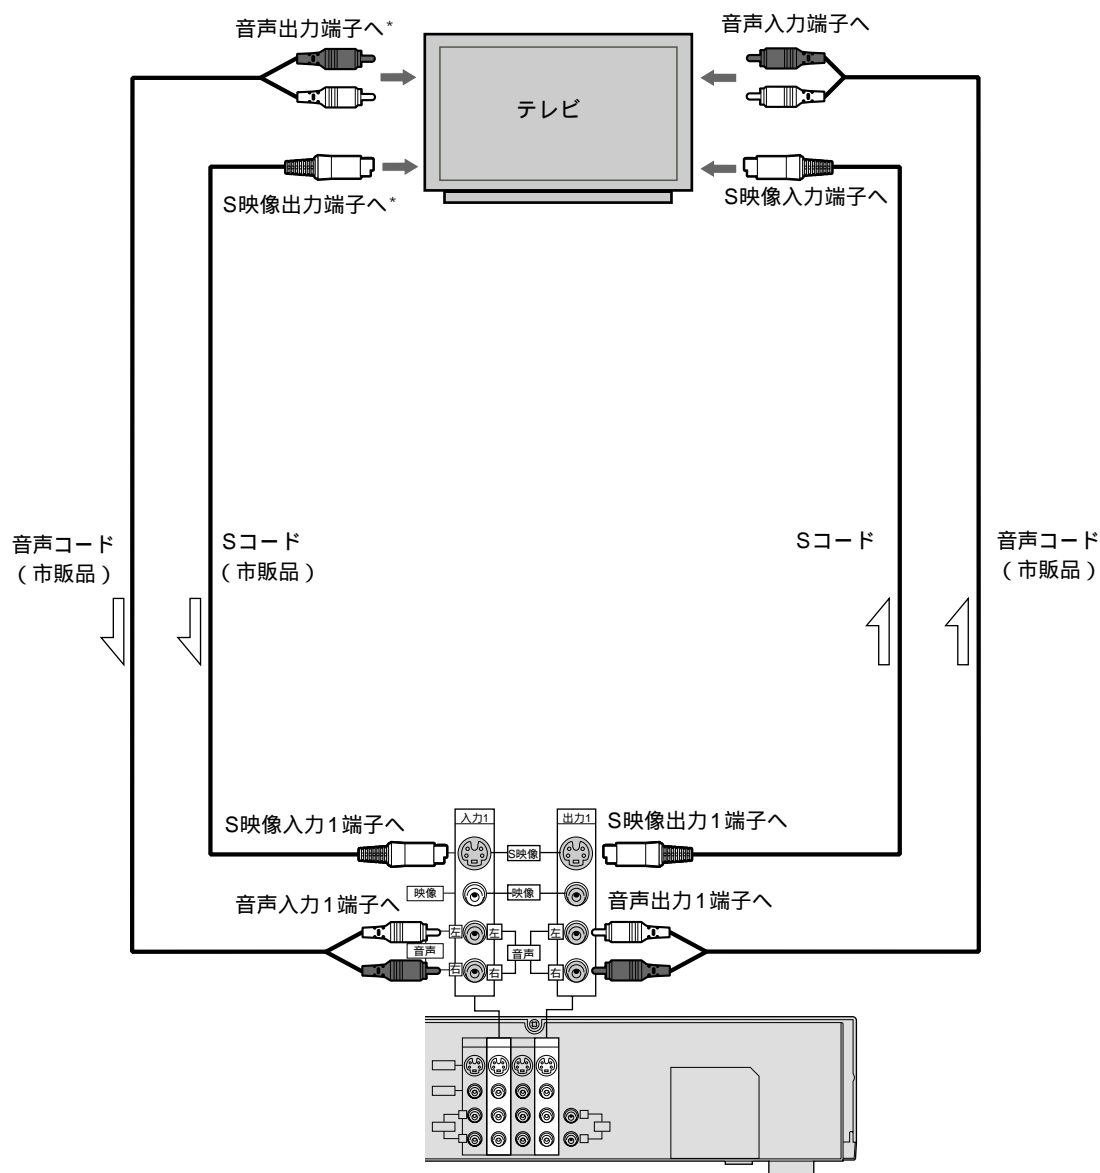 音声出力端子へ*
音声入力端子へ
テレビ
S映像出力端子へ*
S映像入力端子へ
音声コード
（市販品）
Sコード
（市販品）
Sコード
音声コード
（市販品）
入力1
出力1
S映像入力1端子へ
S映像出力1端子へ
S映像
映像
映像
音声入力1端子へ
音声出力1端子へ
左
左
左
音声
音声
右
右
右